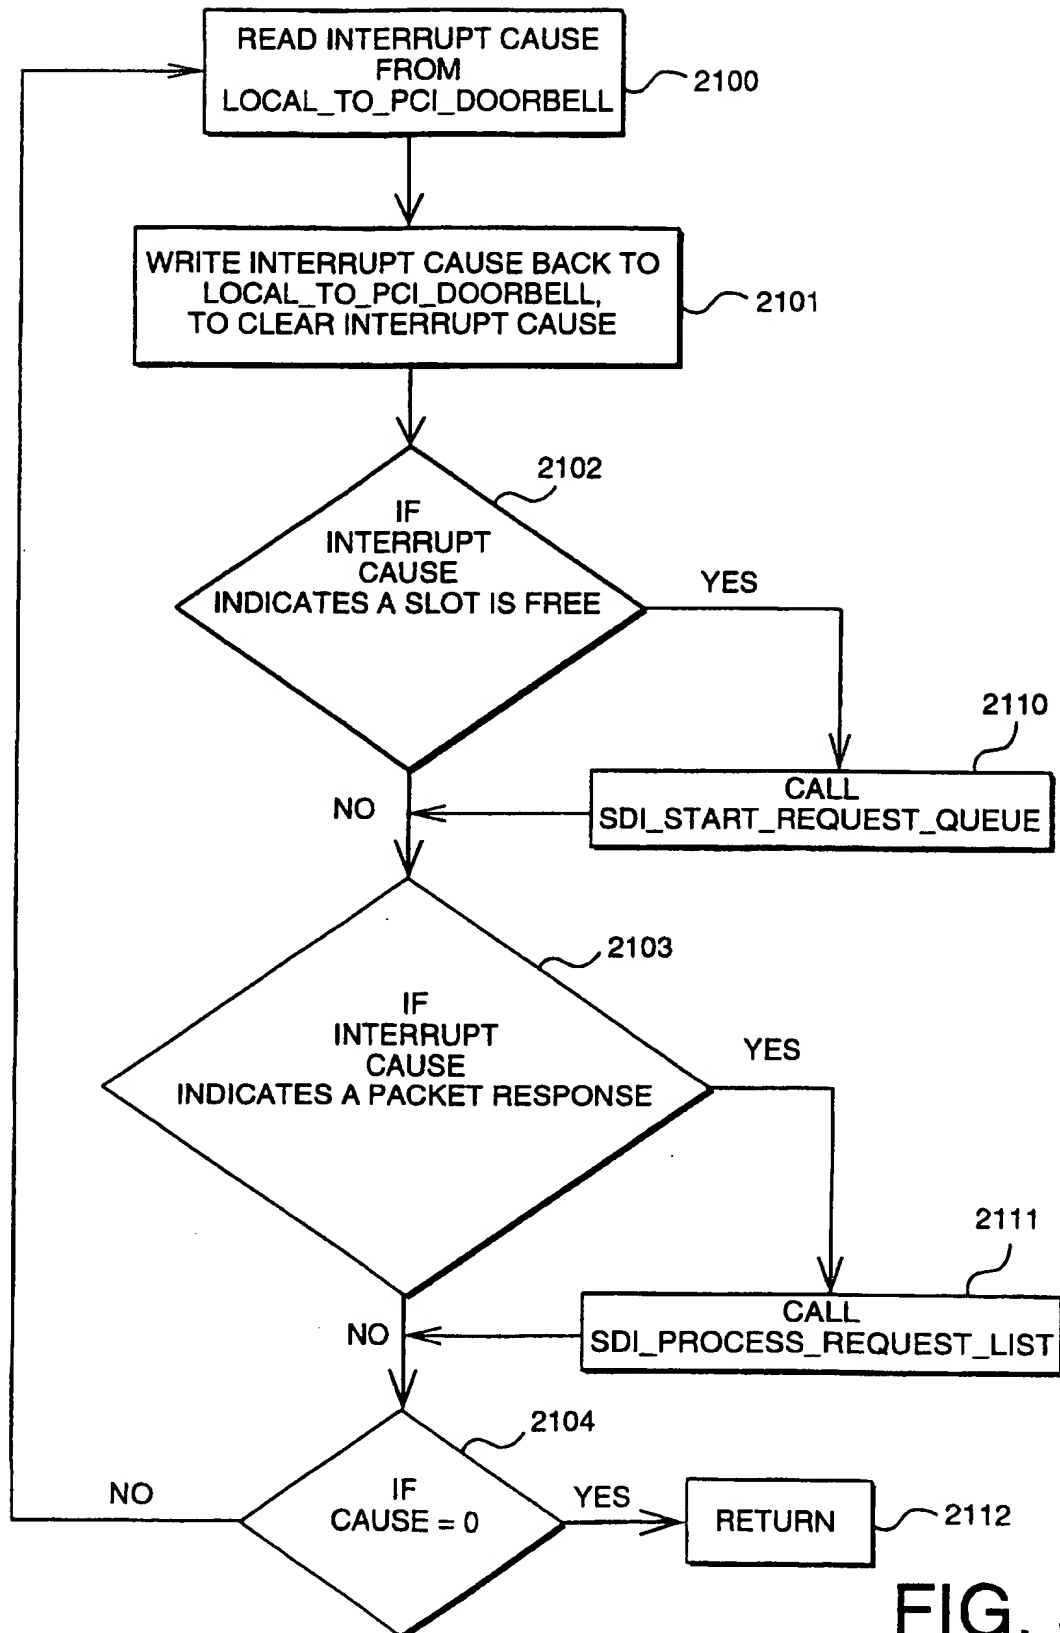 READ INTERRUPT CAUSE
FROM
LOCAL_TO_PCI_DOORBELL
2100
WRITE INTERRUPT CAUSE BACK TO
LOCAL_TO_PCI_DOORBELL,
TO CLEAR INTERRUPT CAUSE
2101
2102
IF
INTERRUPT
CAUSE
INDICATES A SLOT IS FREE
YES
2110
CALL
SDI_START_REQUEST_QUEUE
NO
2103
IF
INTERRUPT
CAUSE
INDICATES A PACKET RESPONSE
YES
2111
CALL
SDI_PROCESS_REQUEST_LIST
NO
2104
IF
CAUSE = 0
NO
YES
RETURN
2112
FIG.